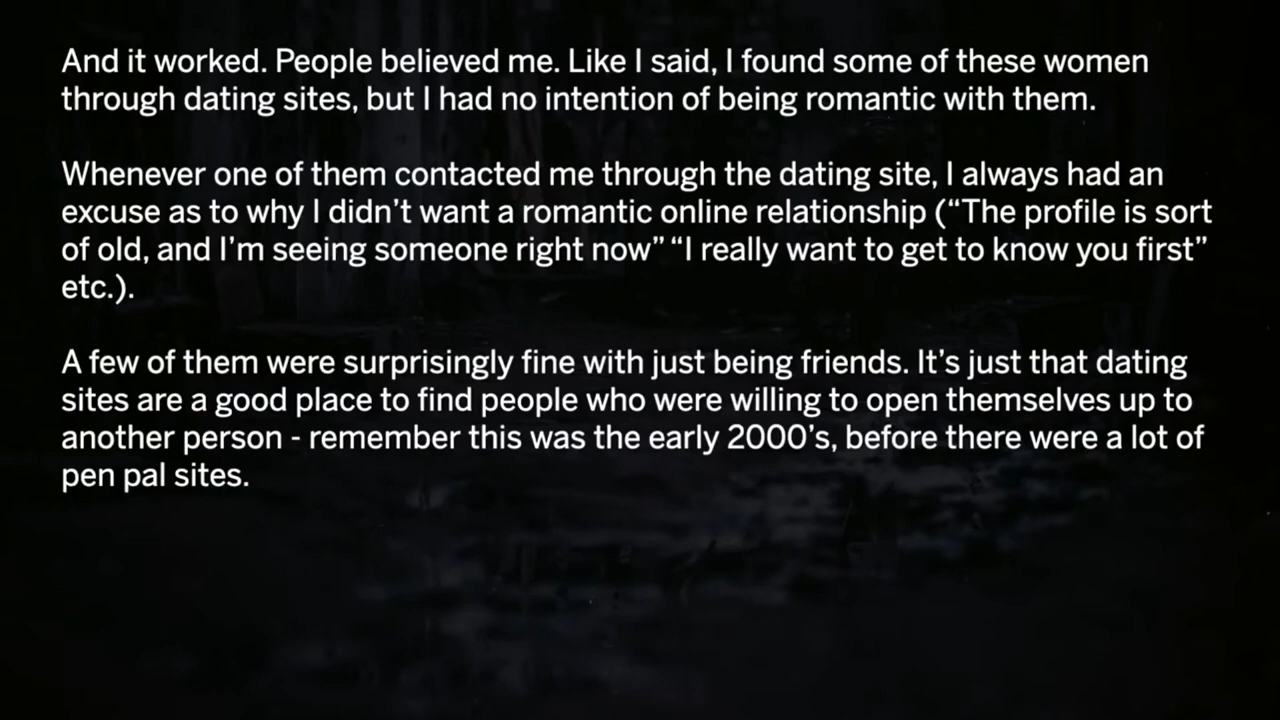 And it worked. People believed me. Like I said, I found some of these women
through dating sites, but I had no intention of being romantic with them.
Whenever one of them contacted me through the dating site, I always had an
excuse as to why I didn’t want a romantic online relationship (“The profile is sort
of old, and I’m seeing someone right now” “I really want to get to know you first”
etc.).
A few of them were surprisingly fine with just being friends. It’s just that dating
sites are a good place to find people who were willing to open themselves up to
another person - remember this was the early 2000’s, before there were a lot of
pen pal sites.